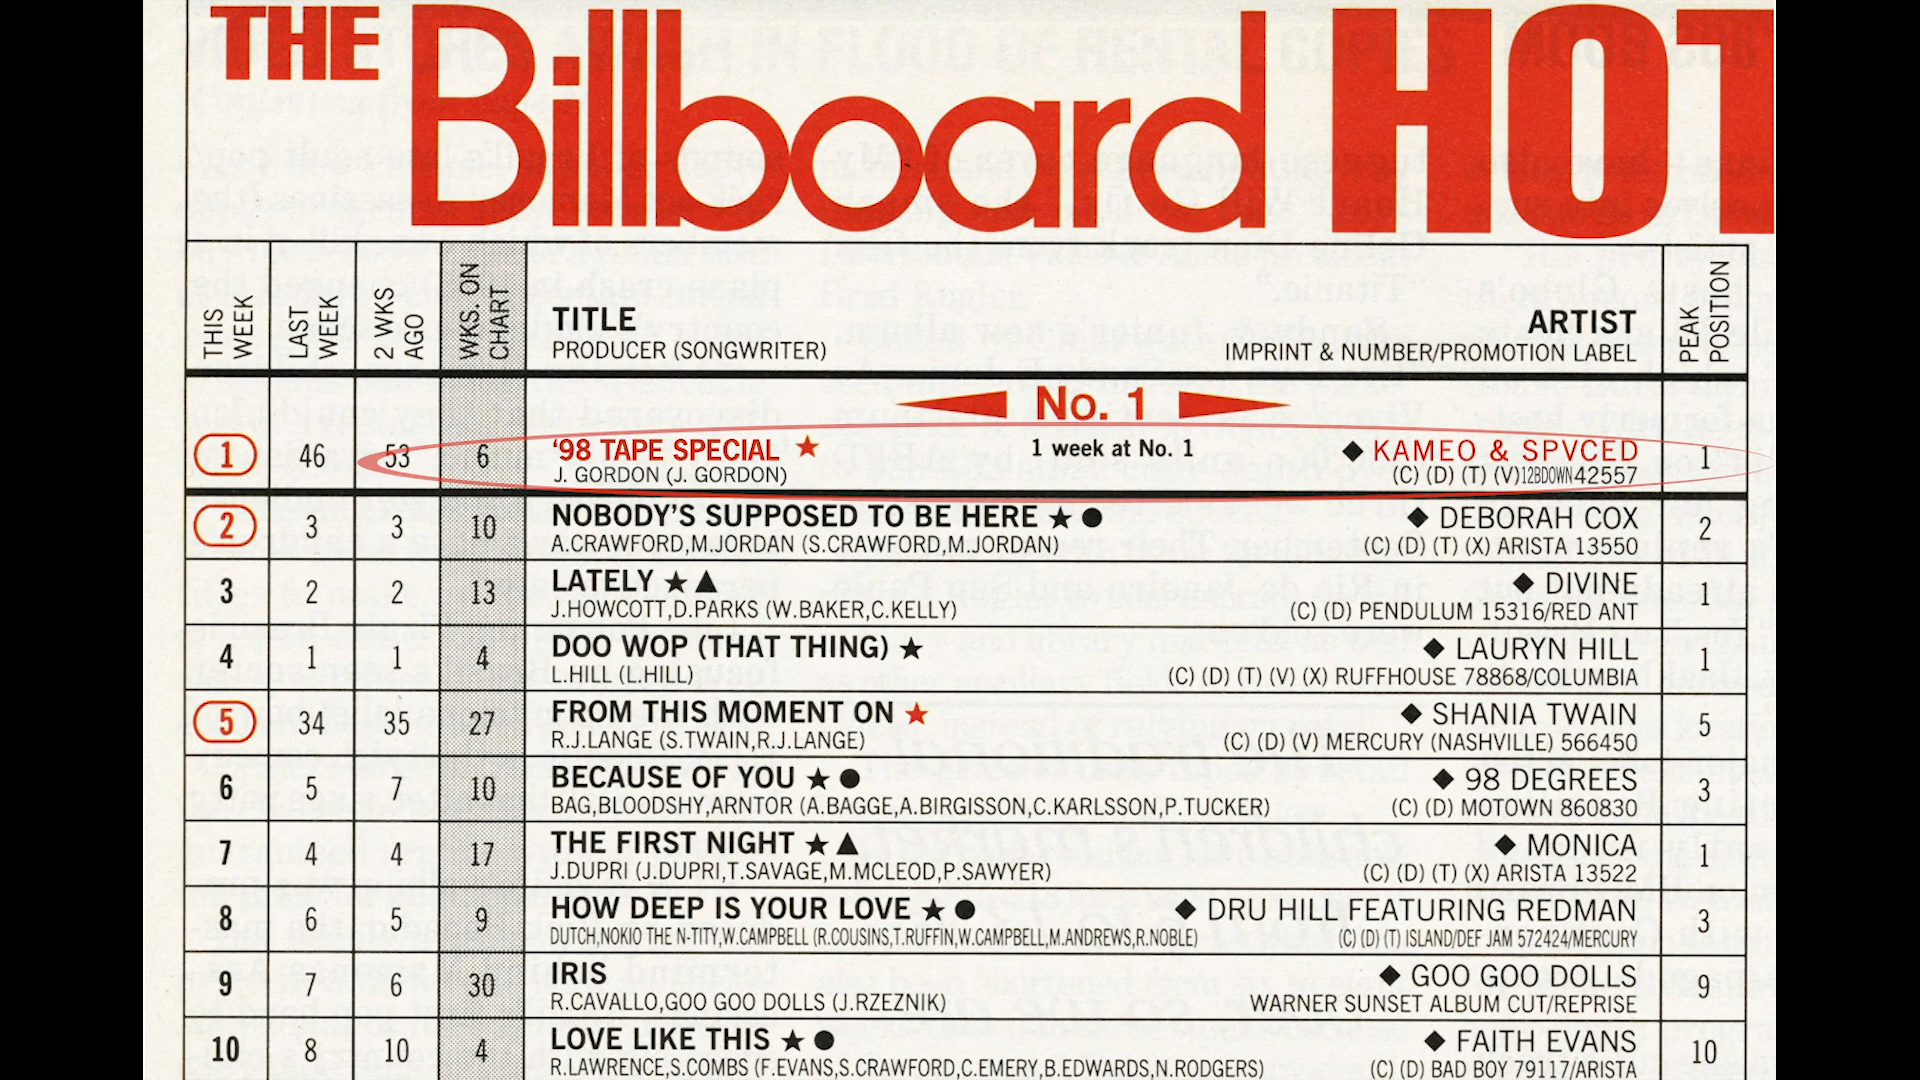 THE Billboard HOT
THIS WEEK
LAST WEEK
2 WKS AGO
WKS. ON CHART
TITLE
PRODUCER (SONGWRITER)
ARTIST
IMPRINT & NUMBER/PROMOTION LABEL
PEAK POSITION
No. 1
1 46 53 6 '98 TAPE SPECIAL ★ 1 week at No. 1 ◆ KAMEO & SPVCED 1
J. GORDON (J. GORDON) (C) (D) (T) (V)12BDOWN42557
2 3 3 10 NOBODY'S SUPPOSED TO BE HERE ★ ● ◆ DEBORAH COX 2
A.CRAWFORD,M.JORDAN (S.CRAWFORD,M.JORDAN) (C) (D) (T) (X) ARISTA 13550
3 2 2 13 LATELY ★ ▲ ◆ DIVINE 1
J.HOWCOTT,D.PARKS (W.BAKER,C.KELLY) (C) (D) PENDULUM 15316/RED ANT
4 1 1 4 DOO WOP (THAT THING) ★ ◆ LAURYN HILL 1
L.HILL (L.HILL) (C) (D) (T) (V) (X) RUFFHOUSE 78868/COLUMBIA
5 34 35 27 FROM THIS MOMENT ON ★ ◆ SHANIA TWAIN 5
R.J.LANGE (S.TWAIN,R.J.LANGE) (C) (D) (V) MERCURY (NASHVILLE) 566450
6 5 7 10 BECAUSE OF YOU ★ ● ◆ 98 DEGREES 3
BAG,BLOODSHY,ARNTOR (A.BAGGE,A.BIRGISSON,C.KARLSSON,P.TUCKER) (C) (D) MOTOWN 860830
7 4 4 17 THE FIRST NIGHT ★ ▲ ◆ MONICA 1
J.DUPRI (J.DUPRI,T.SAVAGE,M.MCLEOD,P.SAWYER) (C) (D) (T) (X) ARISTA 13522
8 6 5 9 HOW DEEP IS YOUR LOVE ★ ● ◆ DRU HILL FEATURING REDMAN 3
DUTCH,NOKIO THE N-TITY,W.CAMPBELL (R.COUSINS,T.RUFFIN,W.CAMPBELL,M.ANDREWS,R.NOBLE) (C) (D) (T) ISLAND/DEF JAM 572424/MERCURY
9 7 6 30 IRIS ◆ GOO GOO DOLLS 9
R.CAVALLO,GOO GOO DOLLS (J.RZEZNIK) WARNER SUNSET ALBUM CUT/REPRISE
10 8 10 4 LOVE LIKE THIS ★ ● ◆ FAITH EVANS 10
R.LAWRENCE,S.COMBS (F.EVANS,S.CRAWFORD,C.EMERY,B.EDWARDS,N.RODGERS) (C) (D) BAD BOY 79117/ARISTA